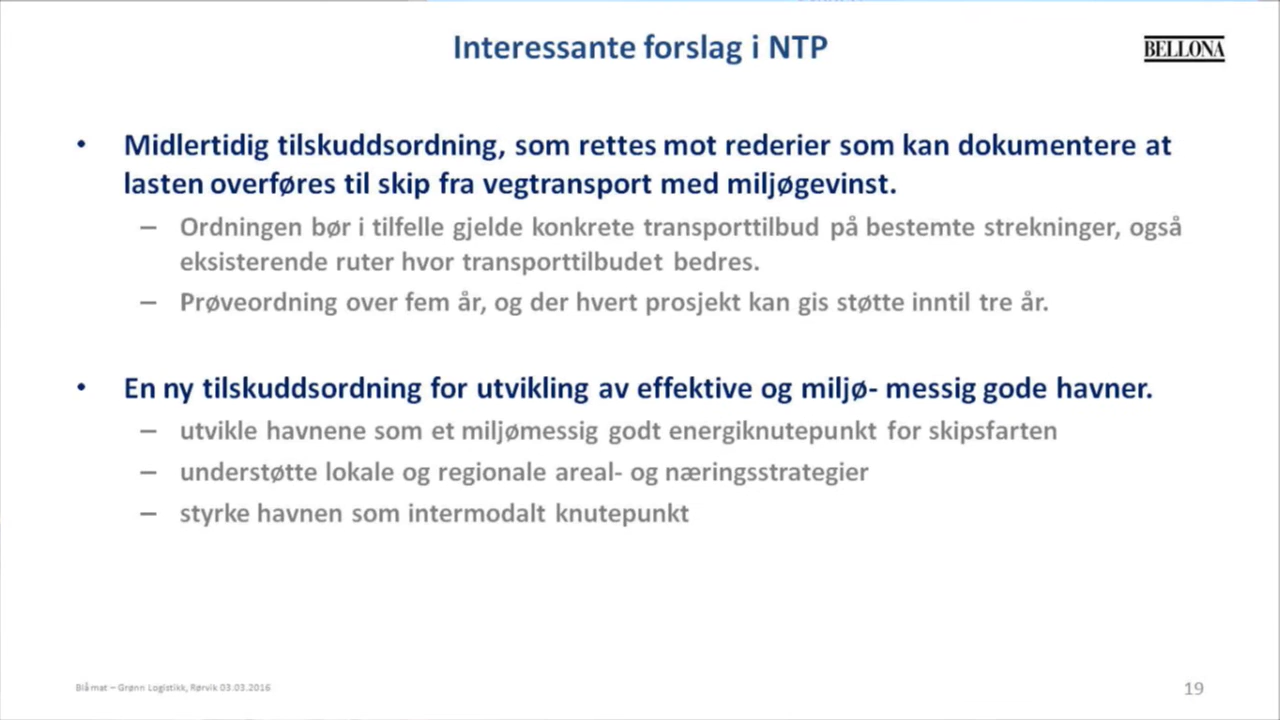 Interessante forslag i NTP
BELLONA
• Midlertidig tilskuddsordning, som rettes mot rederier som kan dokumentere at
lasten overføres til skip fra vegtransport med miljøgevinst.
– Ordningen bør i tilfelle gjelde konkrete transporttilbud på bestemte strekninger, også
eksisterende ruter hvor transporttilbudet bedres.
– Prøveordning over fem år, og der hvert prosjekt kan gis støtte inntil tre år.
• En ny tilskuddsordning for utvikling av effektive og miljø- messig gode havner.
– utvikle havnene som et miljømessig godt energiknutepunkt for skipsfarten
– understøtte lokale og regionale areal- og næringsstrategier
– styrke havnen som intermodalt knutepunkt
Blå mat – Grønn Logistikk, Rørvik 03.03.2016
19